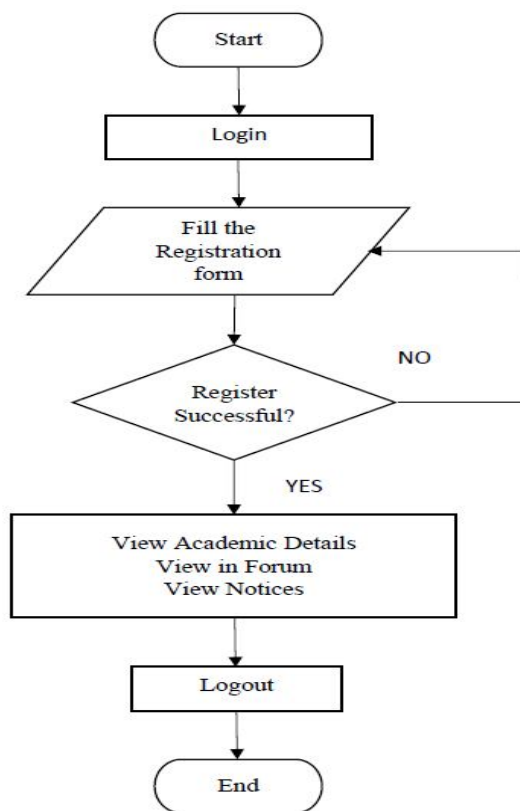 Start
Login
Fill the
Registration
form
NO
Register
Successful?
YES
View Academic Details
View in Forum
View Notices
Logout
End